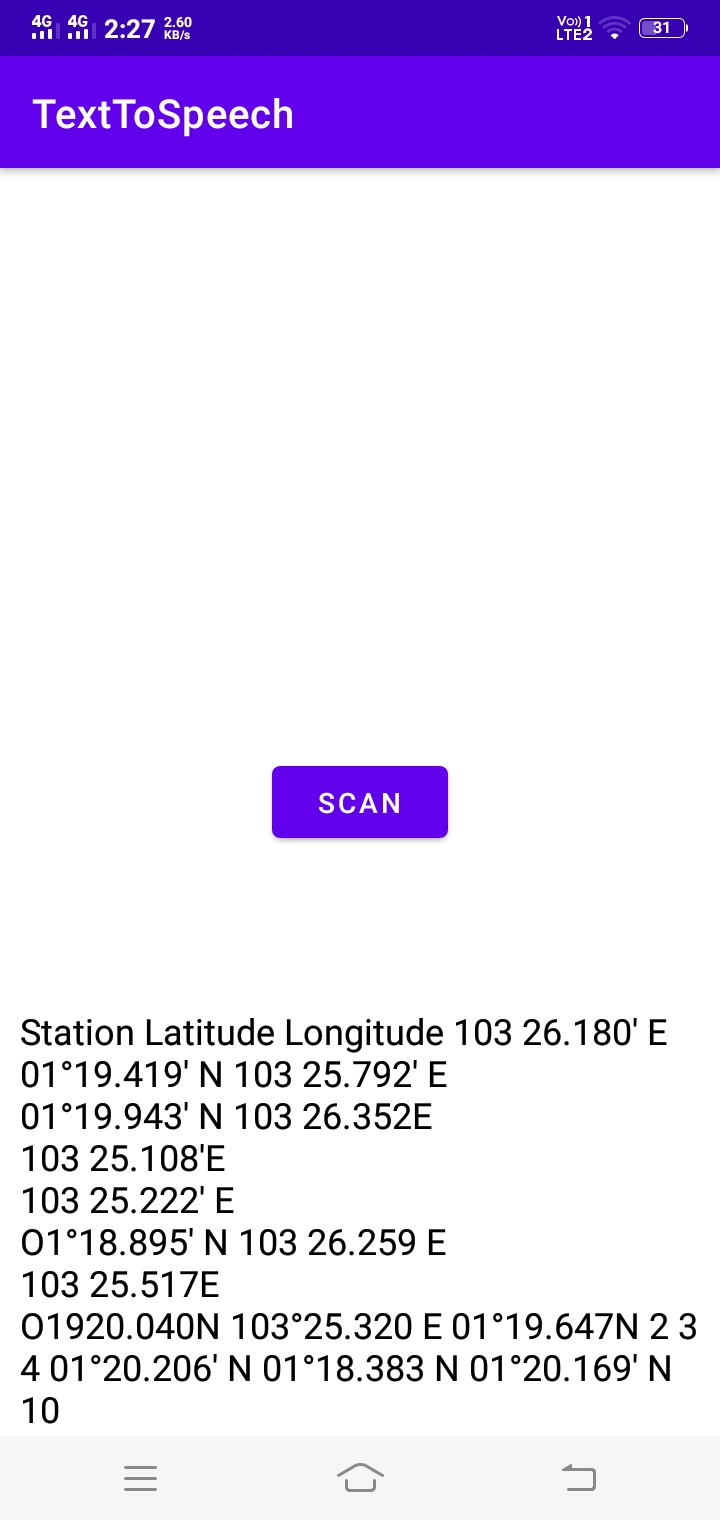 4G 4G 2:27 2.60 KB/s Vo)) 1 LTE2 31
TextToSpeech
SCAN
Station Latitude Longitude 103 26.180' E
01°19.419' N 103 25.792' E
01°19.943' N 103 26.352E
103 25.108'E
103 25.222' E
O1°18.895' N 103 26.259 E
103 25.517E
O1920.040N 103°25.320 E 01°19.647N 2 3
4 01°20.206' N 01°18.383 N 01°20.169' N
10